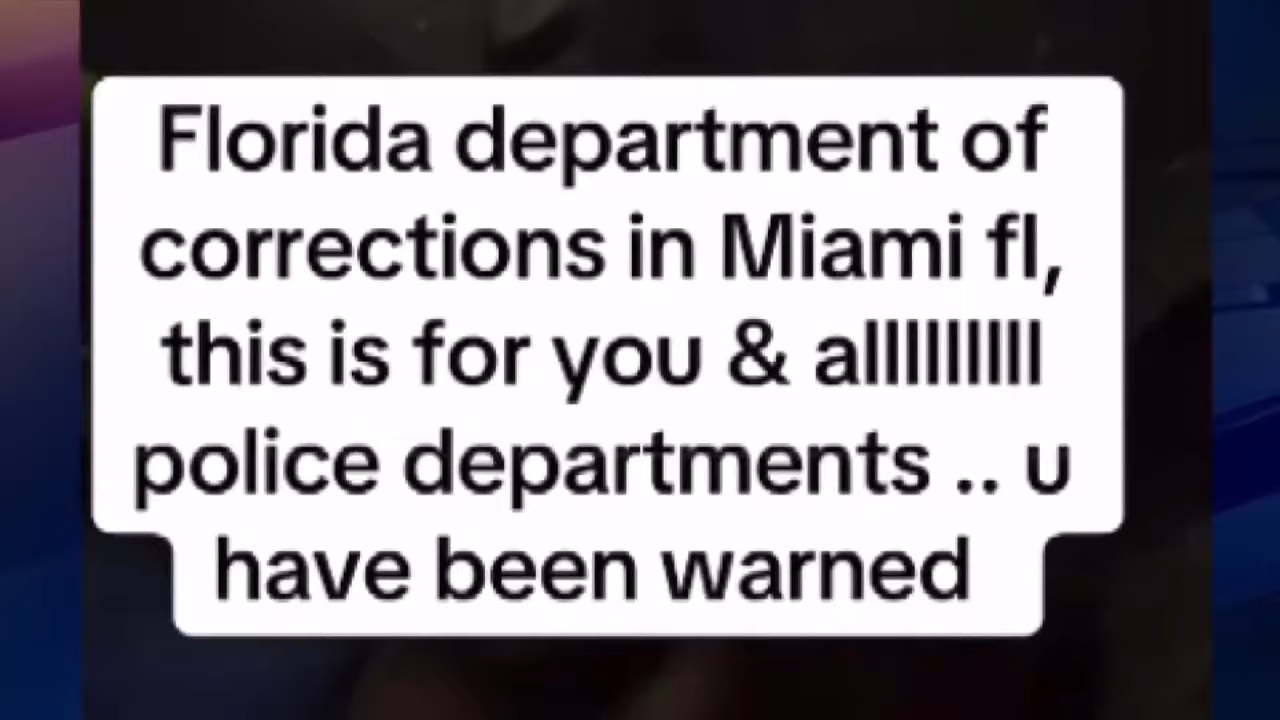 Florida department of
corrections in Miami fl,
this is for you & alllllllll
police departments .. u
have been warned